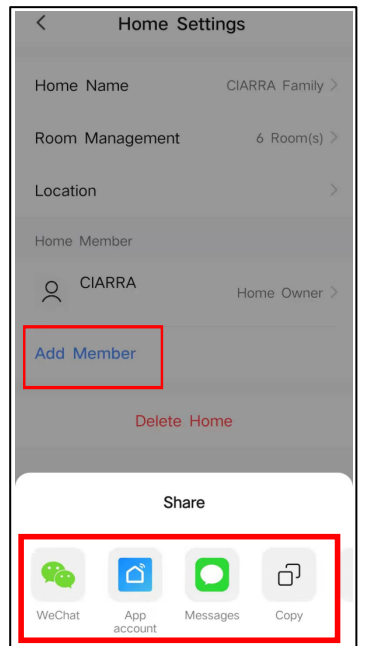 Home Settings
Home Name CIARRA Family
Room Management 6 Room(s)
Location
Home Member
CIARRA
Home Owner
Add Member
Delete Home
Share
WeChat App account Messages Copy